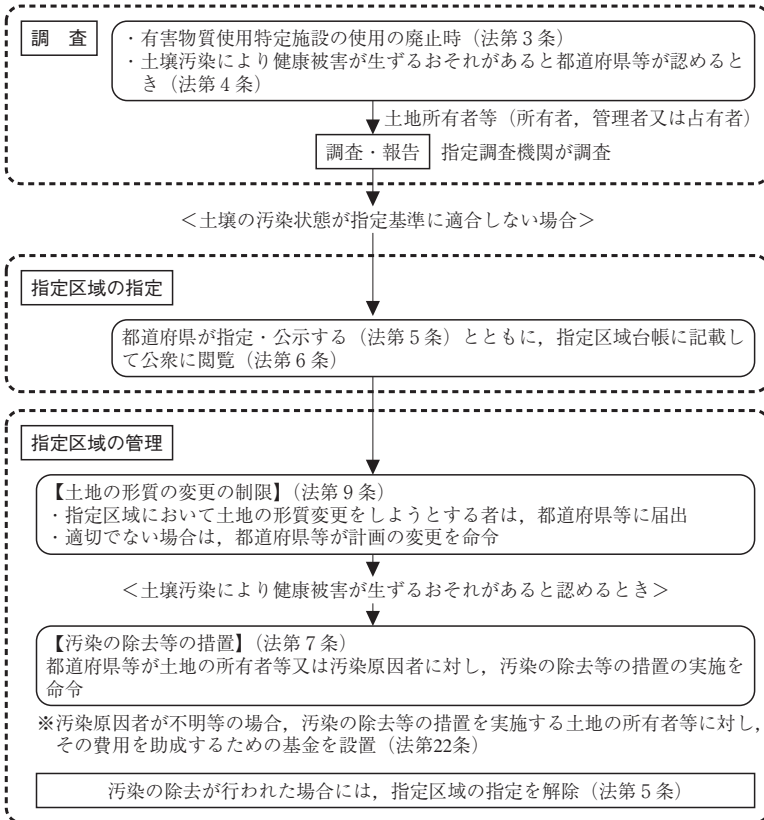 調　査
・有害物質使用特定施設の使用の廃止時（法第３条）
・土壌汚染により健康被害が生ずるおそれがあると都道府県等が認めると
き（法第４条）
土地所有者等（所有者，管理者又は占有者）
調査・報告　指定調査機関が調査
＜土壌の汚染状態が指定基準に適合しない場合＞
指定区域の指定
都道府県が指定・公示する（法第５条）とともに，指定区域台帳に記載し
て公衆に閲覧（法第６条）
指定区域の管理
【土地の形質の変更の制限】（法第９条）
・指定区域において土地の形質変更をしようとする者は，都道府県等に届出
・適切でない場合は，都道府県等が計画の変更を命令
＜土壌汚染により健康被害が生ずるおそれがあると認めるとき＞
【汚染の除去等の措置】（法第７条）
都道府県等が土地の所有者等又は汚染原因者に対し，汚染の除去等の措置の実施を
命令
※汚染原因者が不明等の場合，汚染の除去等の措置を実施する土地の所有者等に対し，
その費用を助成するための基金を設置（法第22条）
汚染の除去が行われた場合には，指定区域の指定を解除（法第５条）